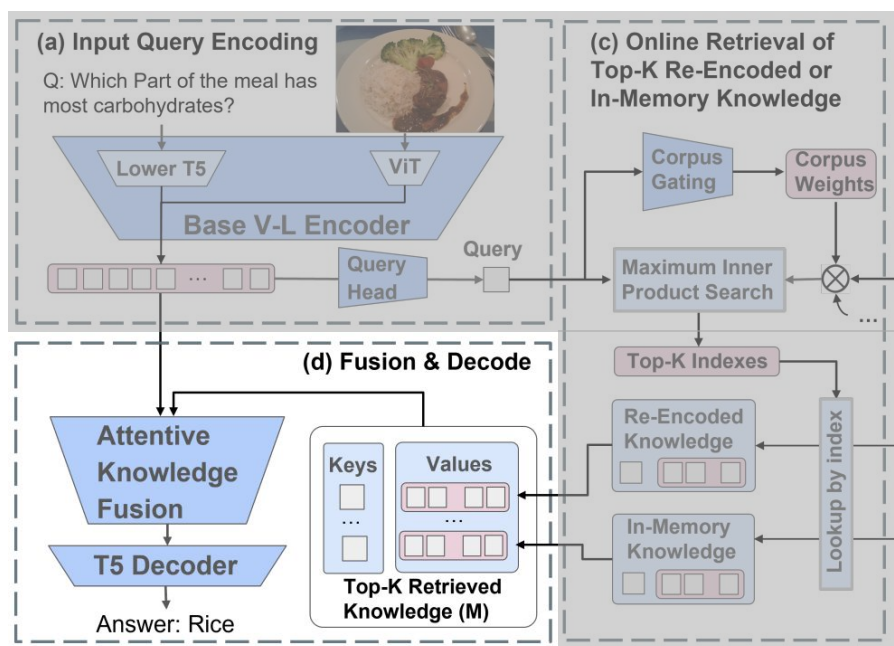 (a) Input Query Encoding
Q: Which Part of the meal has
most carbohydrates?
Lower T5
ViT
Base V-L Encoder
...
Query
Head
Query
(c) Online Retrieval of
Top-K Re-Encoded or
In-Memory Knowledge
Corpus
Gating
Corpus
Weights
Maximum Inner
Product Search
...
Top-K Indexes
Re-Encoded
Knowledge
In-Memory
Knowledge
Lookup by index
(d) Fusion & Decode
Attentive
Knowledge
Fusion
T5 Decoder
Answer: Rice
Keys
...
Values
...
Top-K Retrieved
Knowledge (M)